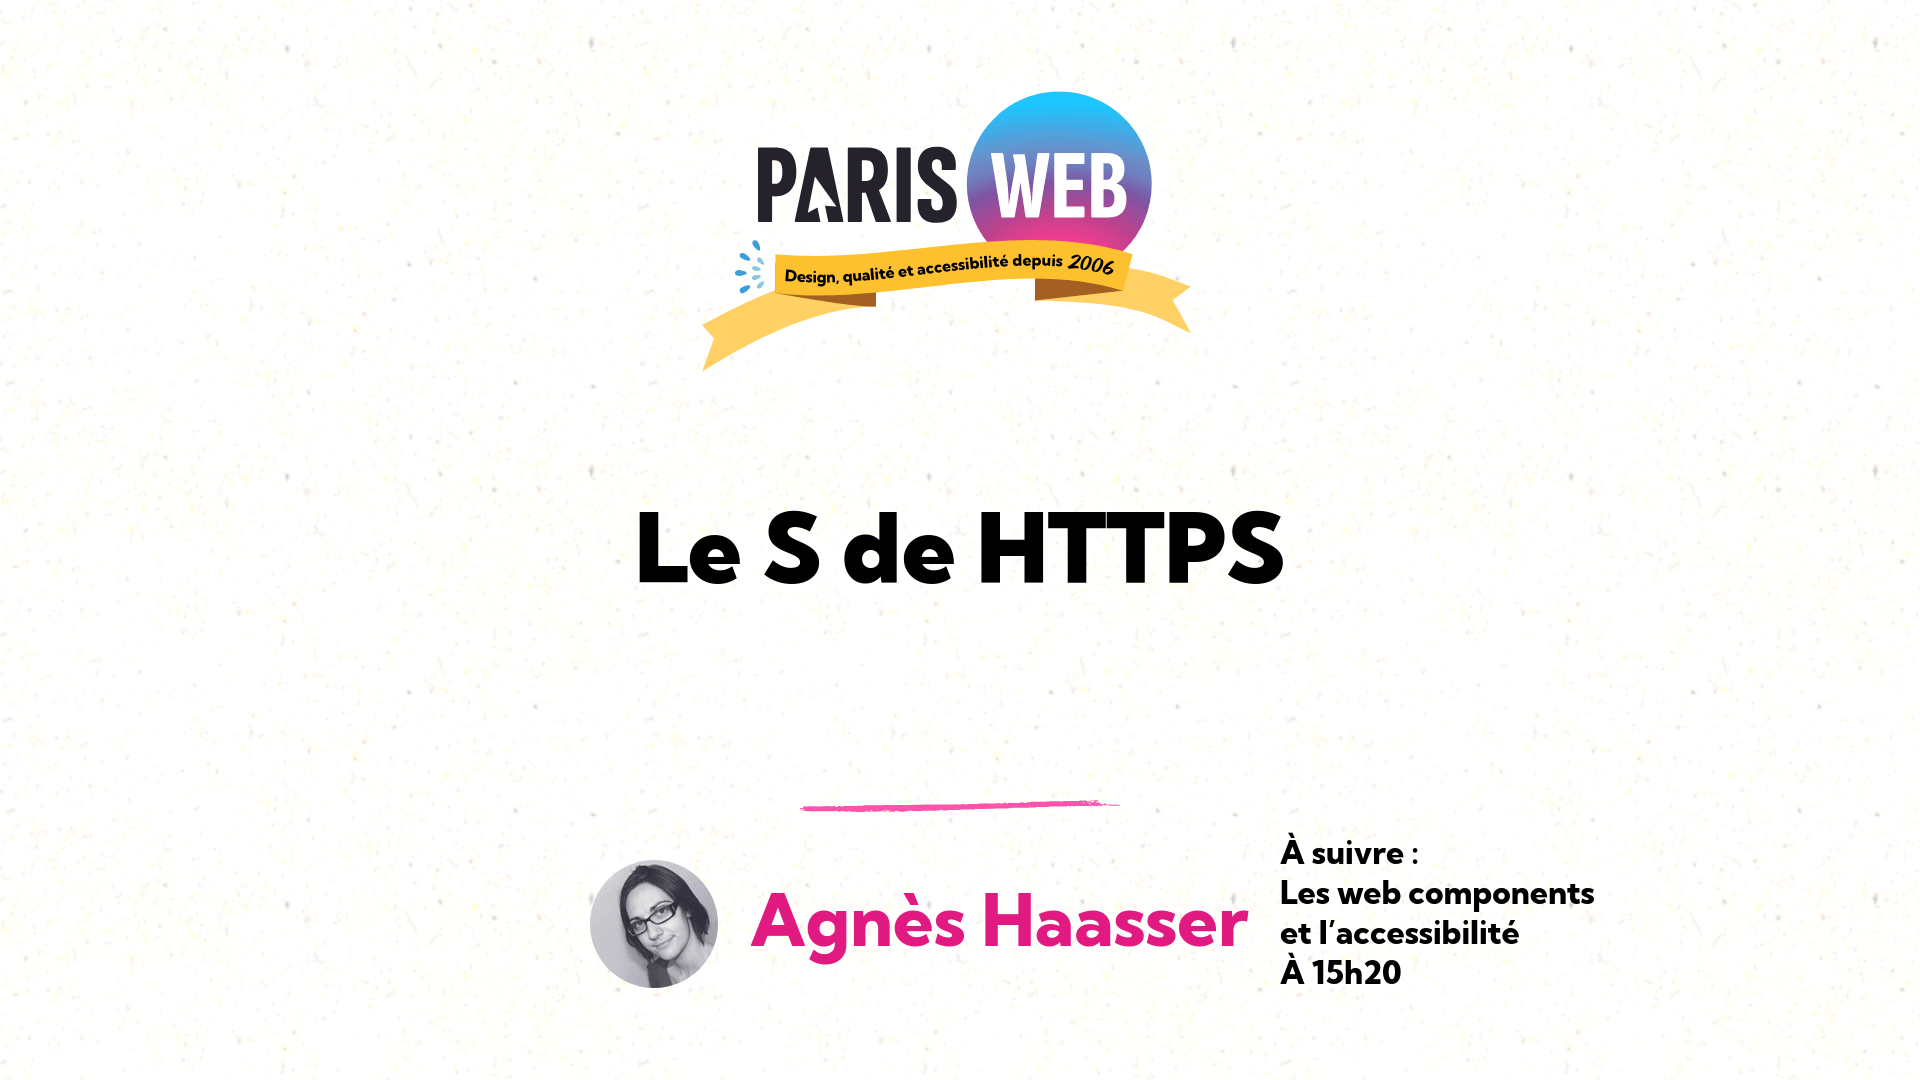 PARIS WEB
Design, qualité et accessibilité depuis 2006
Le S de HTTPS
Agnès Haasser
À suivre :
Les web components
et l’accessibilité
À 15h20